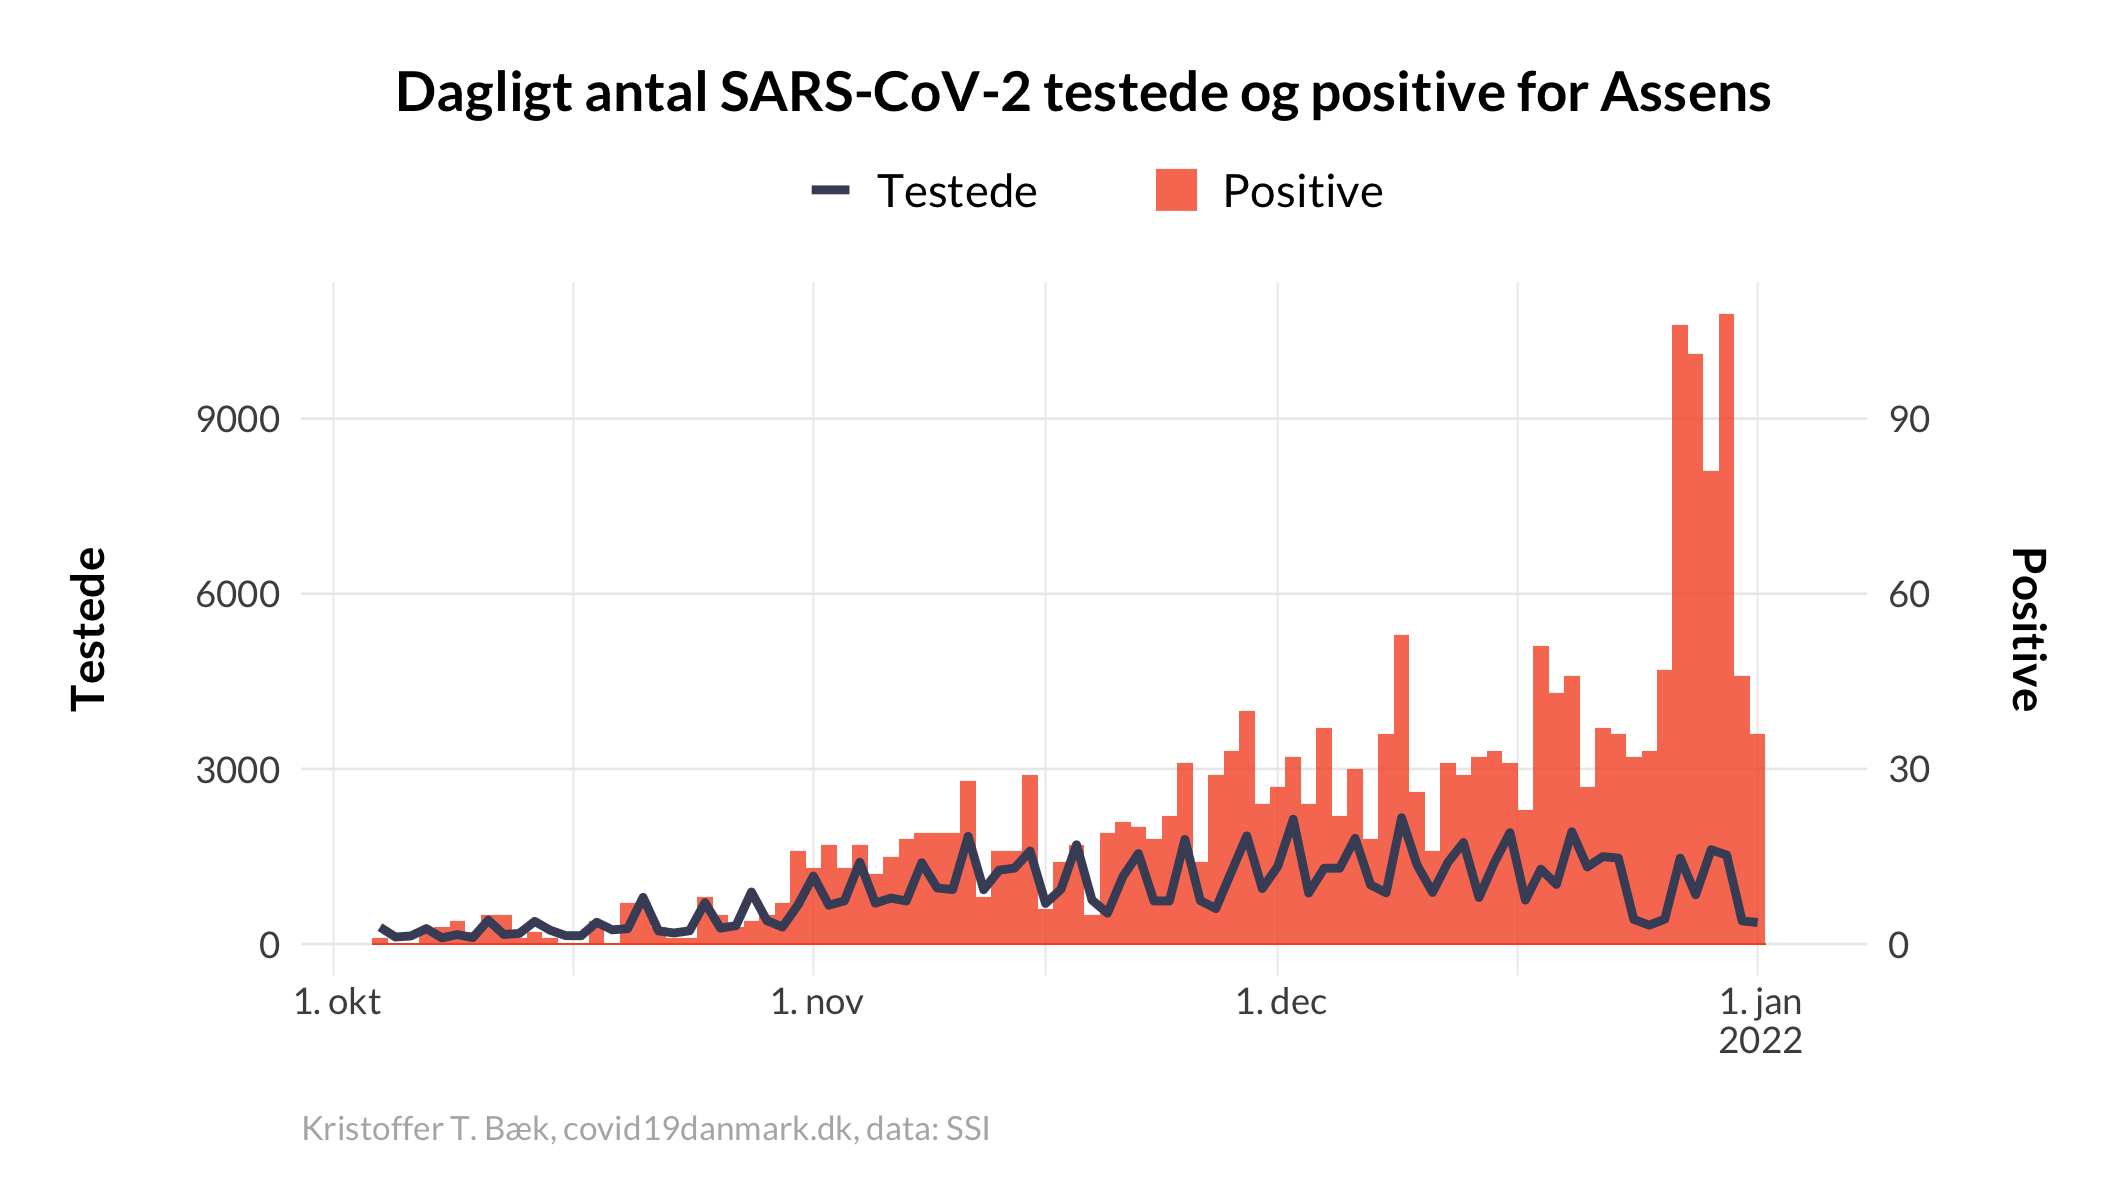 Dagligt antal SARS-CoV-2 testede og positive for Assens
Testede
Positive
9000
6000
3000
0
Testede
90
60
30
0
Positive
1. okt
1. nov
1. dec
1. jan
2022
Kristoffer T. Bæk, covid19danmark.dk, data: SSI